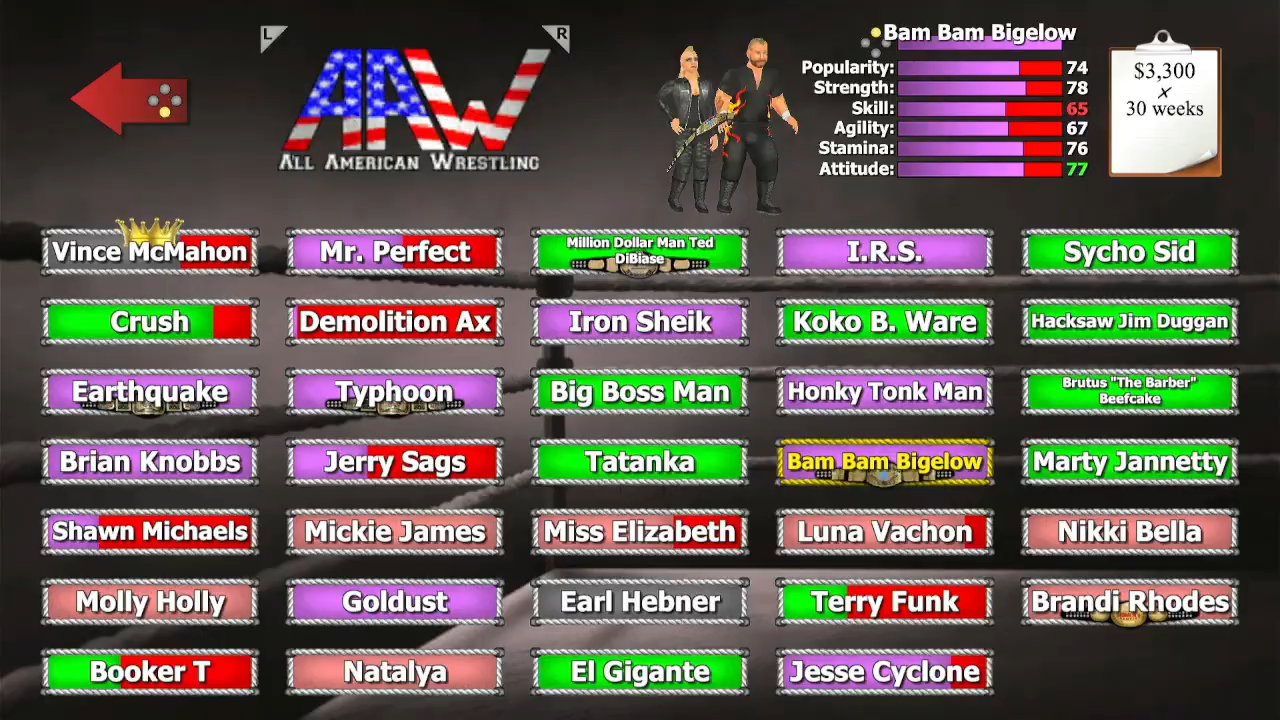 L
R
AAW
ALL AMERICAN WRESTLING
Bam Bam Bigelow
Popularity: 74
Strength: 78
Skill: 65
Agility: 67
Stamina: 76
Attitude: 77
$3,300
x
30 weeks
Vince McMahon
Mr. Perfect
Million Dollar Man Ted
DiBiase
I.R.S.
Sycho Sid
Crush
Demolition Ax
Iron Sheik
Koko B. Ware
Hacksaw Jim Duggan
Earthquake
Typhoon
Big Boss Man
Honky Tonk Man
Brutus "The Barber"
Beefcake
Brian Knobbs
Jerry Sags
Tatanka
Bam Bam Bigelow
Marty Jannetty
Shawn Michaels
Mickie James
Miss Elizabeth
Luna Vachon
Nikki Bella
Molly Holly
Goldust
Earl Hebner
Terry Funk
Brandi Rhodes
Booker T
Natalya
El Gigante
Jesse Cyclone